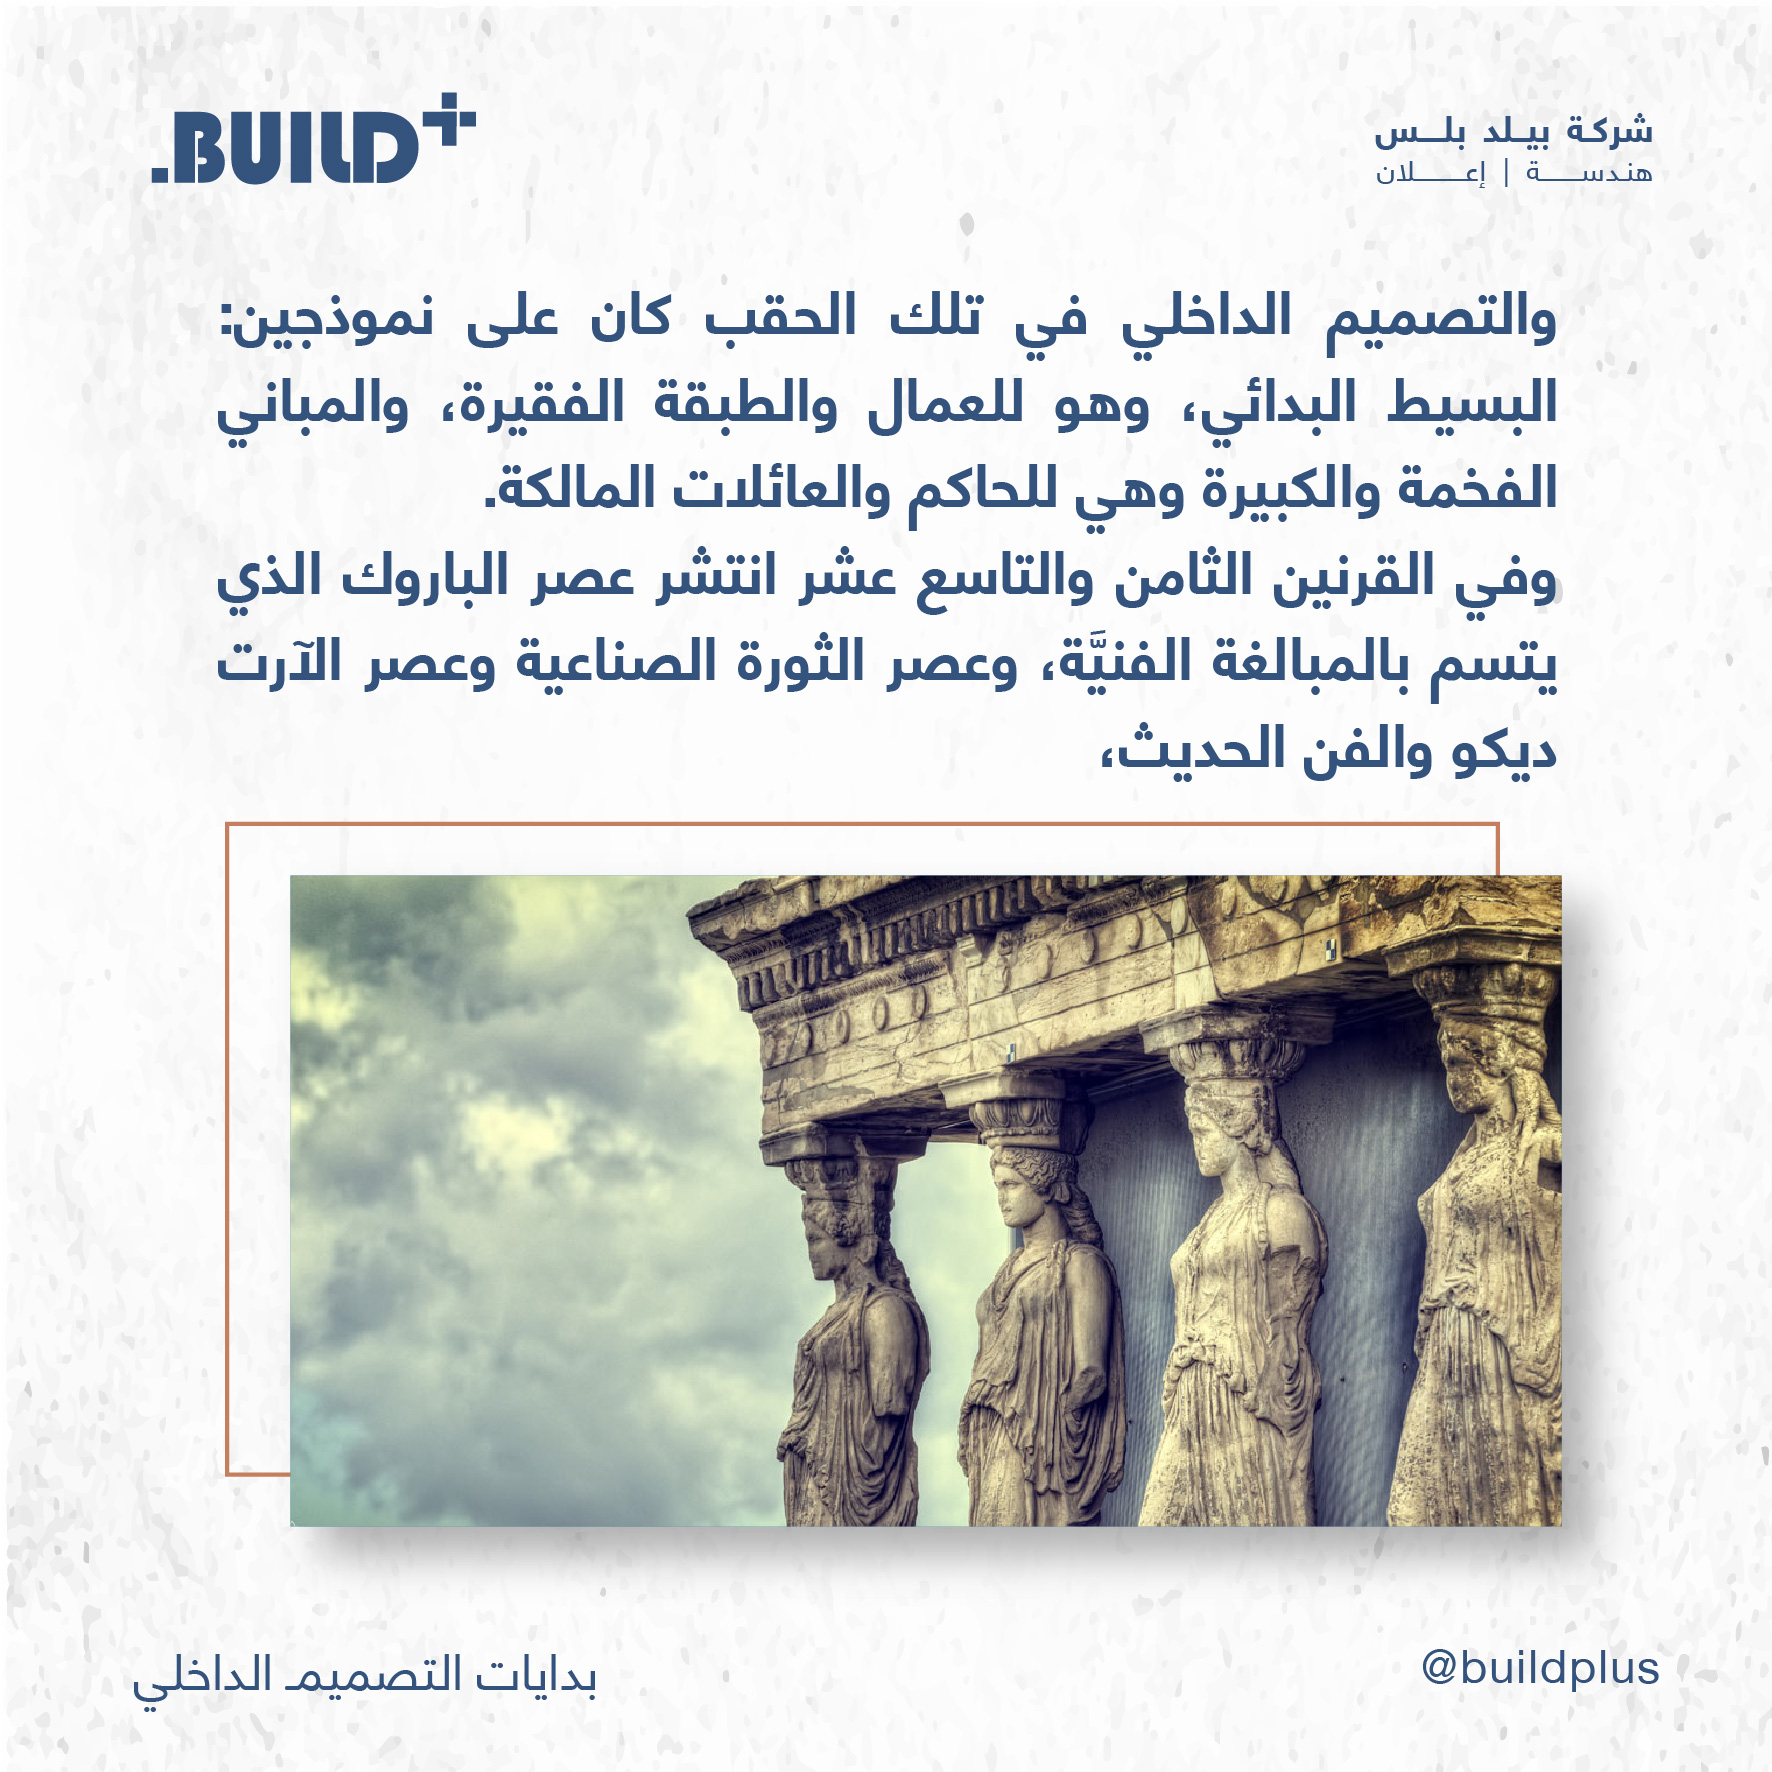 BUILD+.
شركة بيلد بلس
هندسة | إعلان
والتصميم الداخلي في تلك الحقب كان على نموذجين:
البسيط البدائي، وهو للعمال والطبقة الفقيرة، والمباني
الفخمة والكبيرة وهي للحاكم والعائلات المالكة.
وفي القرنين الثامن والتاسع عشر انتشر عصر الباروك الذي
يتسم بالمبالغة الفنيَّة، وعصر الثورة الصناعية وعصر الآرت
ديكو والفن الحديث،
@buildplus
بدايات التصميم الداخلي